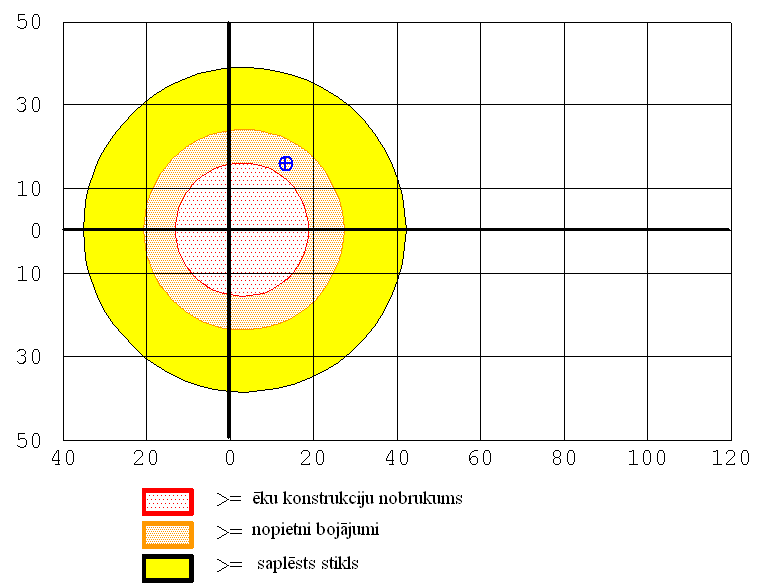 50
30
10
0
10
30
50
40 20 0 20 40 60 80 100 120
>= ēku konstrukciju nobrukums
>= nopietni bojājumi
>= saplēsts stikls